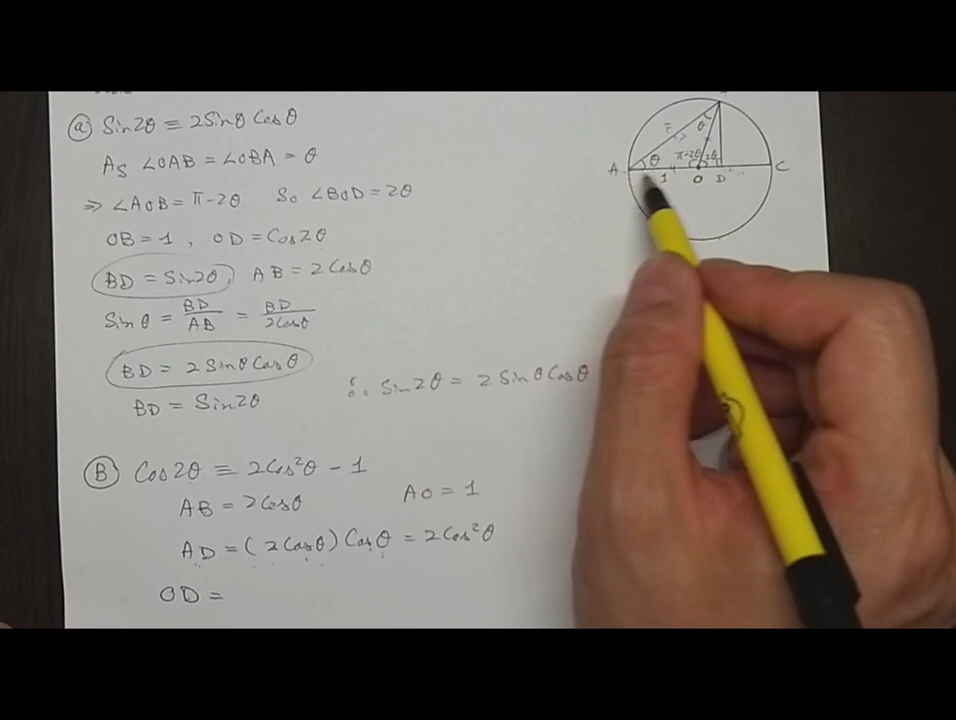 ⓐ Sin2θ ≡ 2Sinθ Cosθ
As ∠OAB = ∠OBA = θ
⇒ ∠AOB = π-2θ So ∠BOD = 2θ
OB = 1, OD = Cos2θ
BD = Sin2θ, AB = 2Cosθ
Sinθ = BD/AB = BD/2Cosθ
BD = 2SinθCosθ
BD = Sin2θ ∴ Sin2θ = 2SinθCosθ
Ⓑ Cos2θ ≡ 2Cos²θ - 1
AB = 2Cosθ AO = 1
AD = (2Cosθ)Cosθ = 2Cos²θ
OD =
θ
A θ π-2θ 2θ C
1 O D